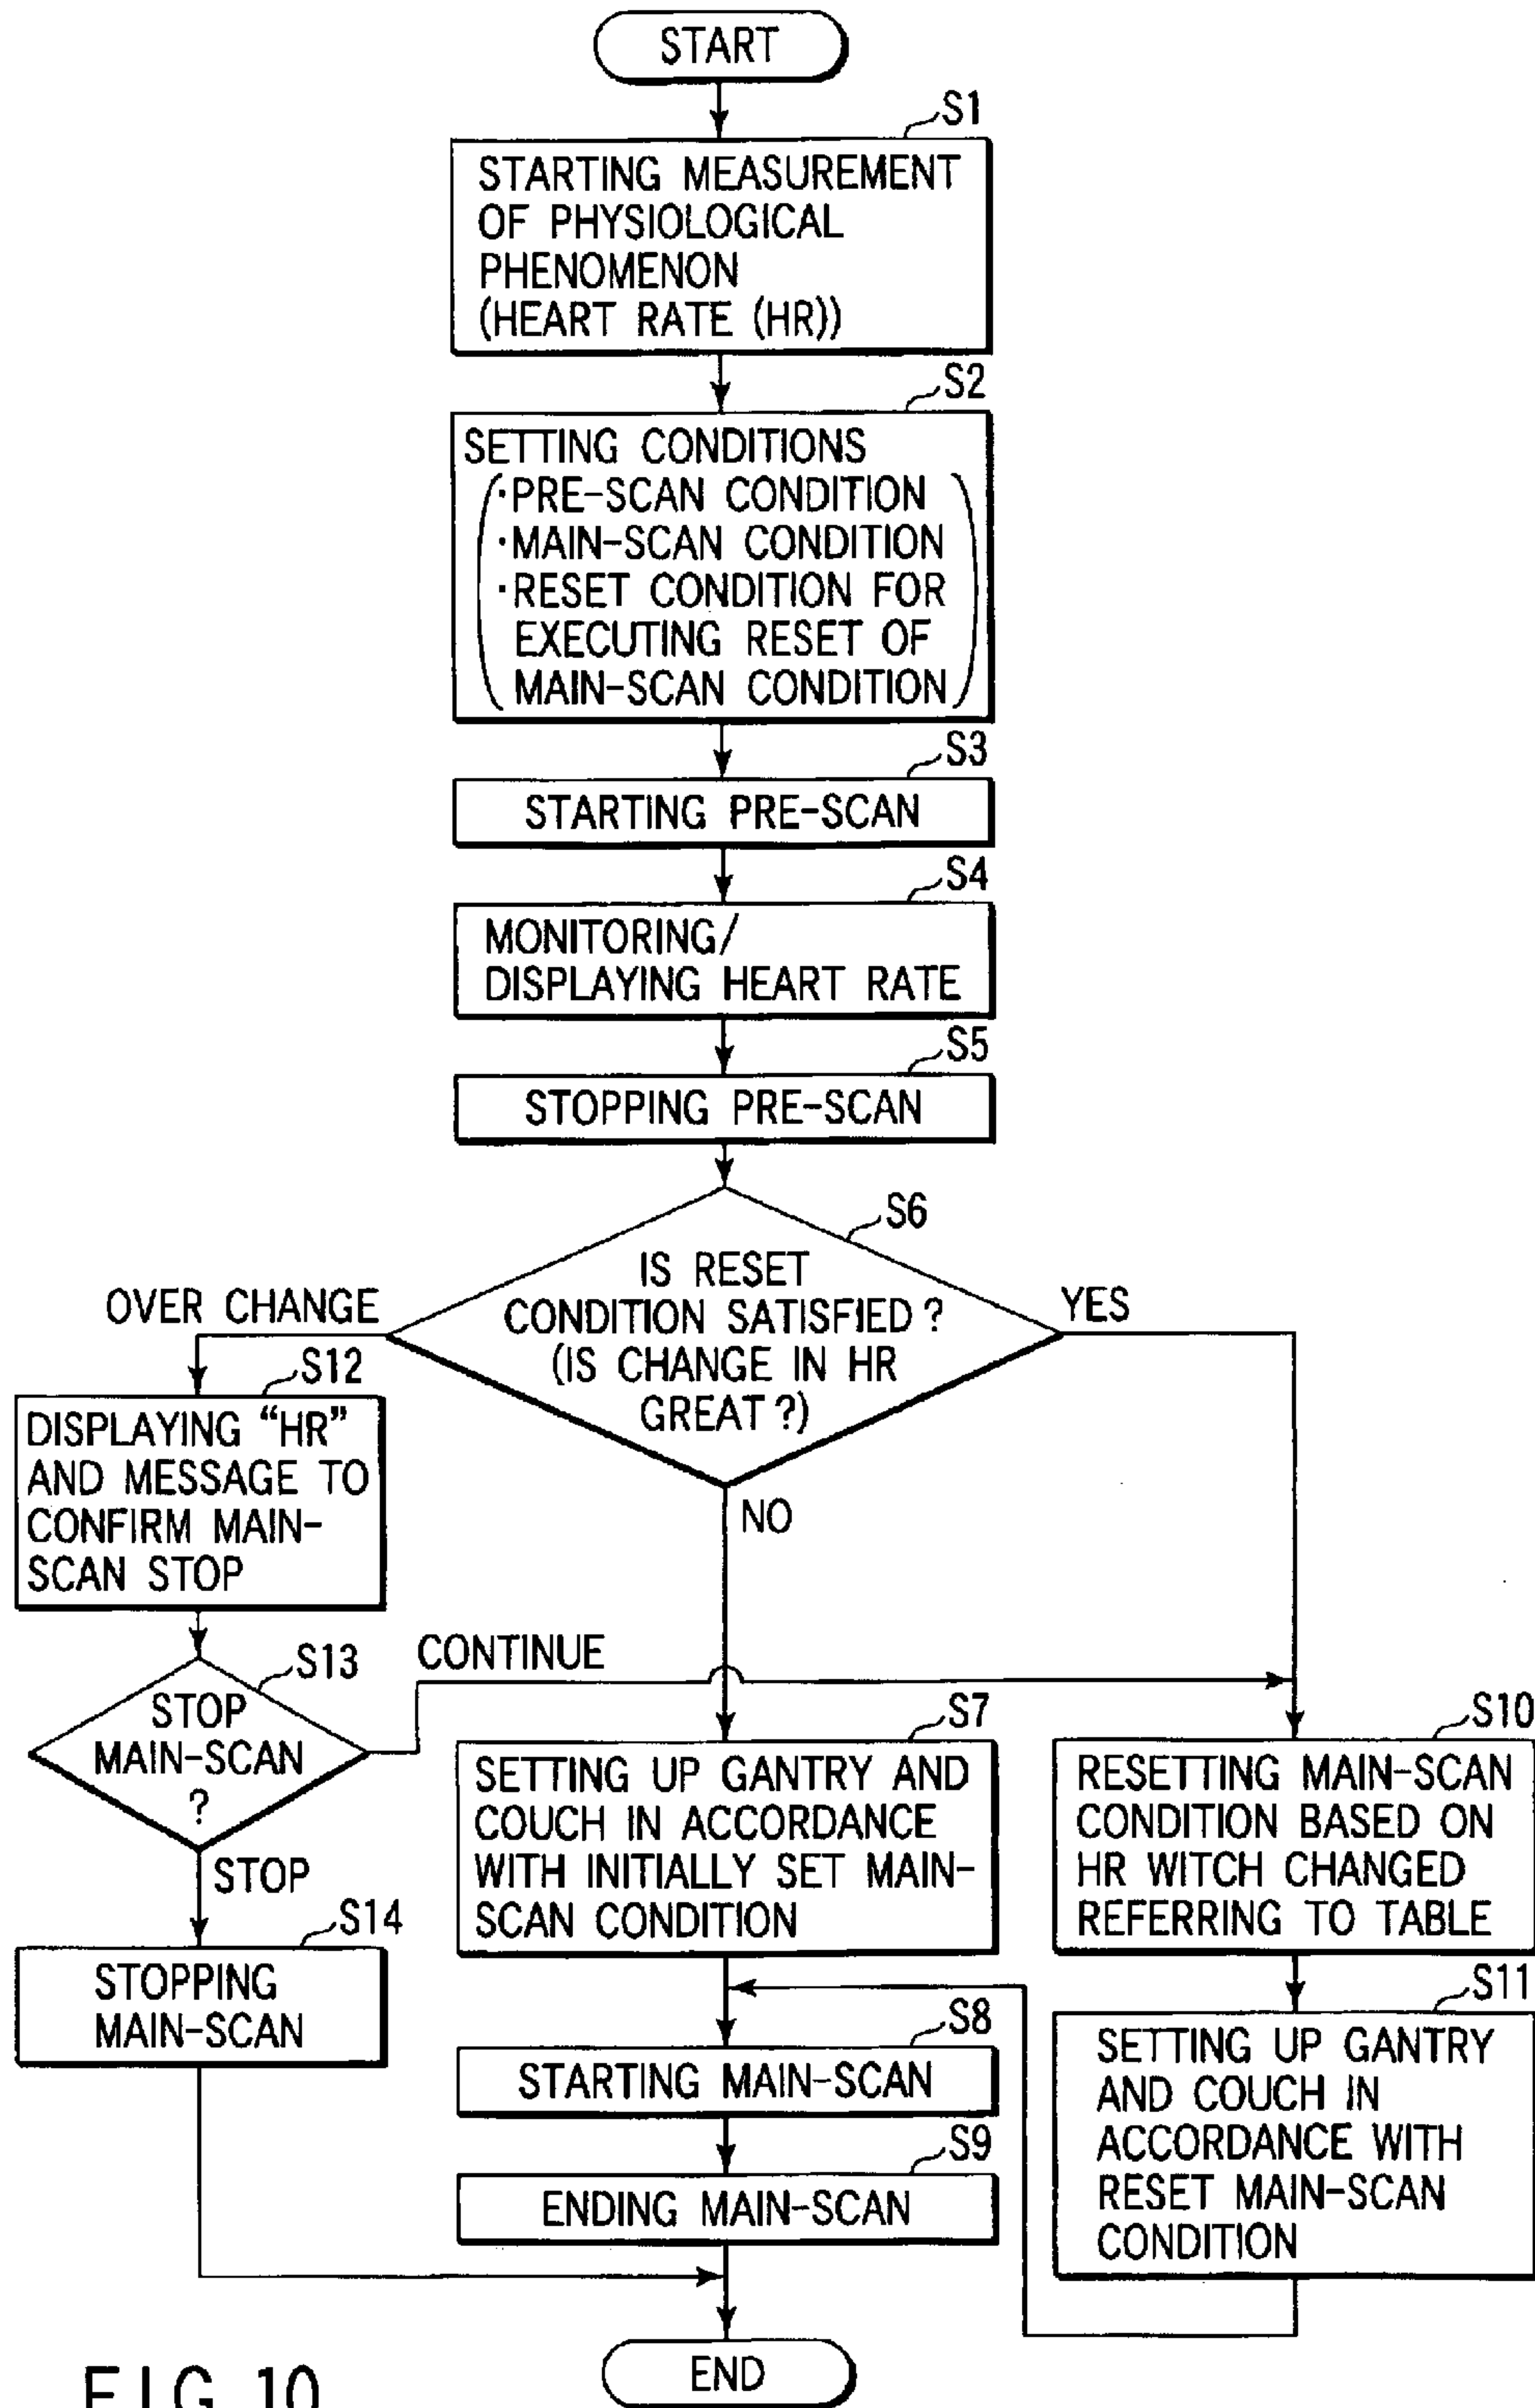 START
S1
STARTING MEASUREMENT
OF PHYSIOLOGICAL
PHENOMENON
(HEART RATE (HR))
S2
SETTING CONDITIONS
·PRE-SCAN CONDITION
·MAIN-SCAN CONDITION
·RESET CONDITION FOR
EXECUTING RESET OF
MAIN-SCAN CONDITION
S3
STARTING PRE-SCAN
S4
MONITORING/
DISPLAYING HEART RATE
S5
STOPPING PRE-SCAN
S6
IS RESET
CONDITION SATISFIED?
(IS CHANGE IN HR
GREAT?)
OVER CHANGE
YES
NO
S12
DISPLAYING “HR”
AND MESSAGE TO
CONFIRM MAIN-
SCAN STOP
S13
STOP
MAIN-SCAN
?
CONTINUE
STOP
S14
STOPPING
MAIN-SCAN
S7
SETTING UP GANTRY AND
COUCH IN ACCORDANCE
WITH INITIALLY SET MAIN-
SCAN CONDITION
S8
STARTING MAIN-SCAN
S9
ENDING MAIN-SCAN
S10
RESETTING MAIN-SCAN
CONDITION BASED ON
HR WITCH CHANGED
REFERRING TO TABLE
S11
SETTING UP GANTRY
AND COUCH IN
ACCORDANCE WITH
RESET MAIN-SCAN
CONDITION
END
FIG. 10